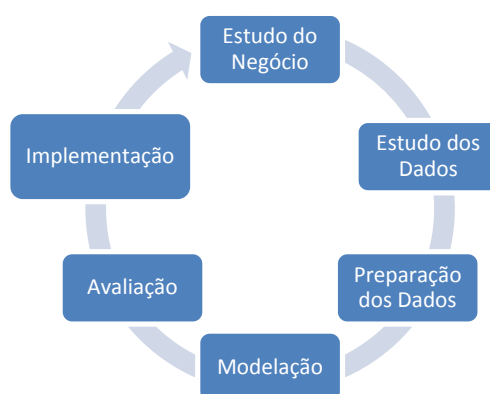 Estudo do
Negócio
Estudo dos
Dados
Preparação
dos Dados
Modelação
Avaliação
Implementação